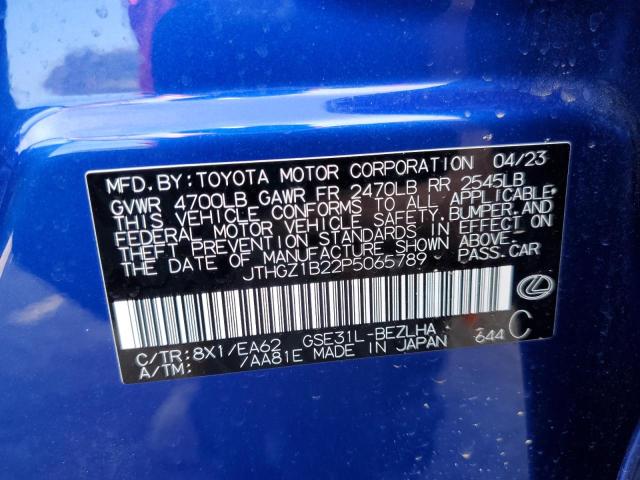 MFD.BY:TOYOTA MOTOR CORPORATION 04/23
GVWR 4700LB GAWR FR 2470LB RR 2545LB
THIS VEHICLE CONFORMS TO ALL APPLICABLE
FEDERAL MOTOR VEHICLE SAFETY,BUMPER,AND
THEFT PREVENTION STANDARDS IN EFFECT ON
THE DATE OF MANUFACTURE SHOWN ABOVE.
JTHGZ1B22P5065789 PASS.CAR
C/TR:8X1/EA62 GSE31L-BEZLHA C
A/TM: /AA81E MADE IN JAPAN 644